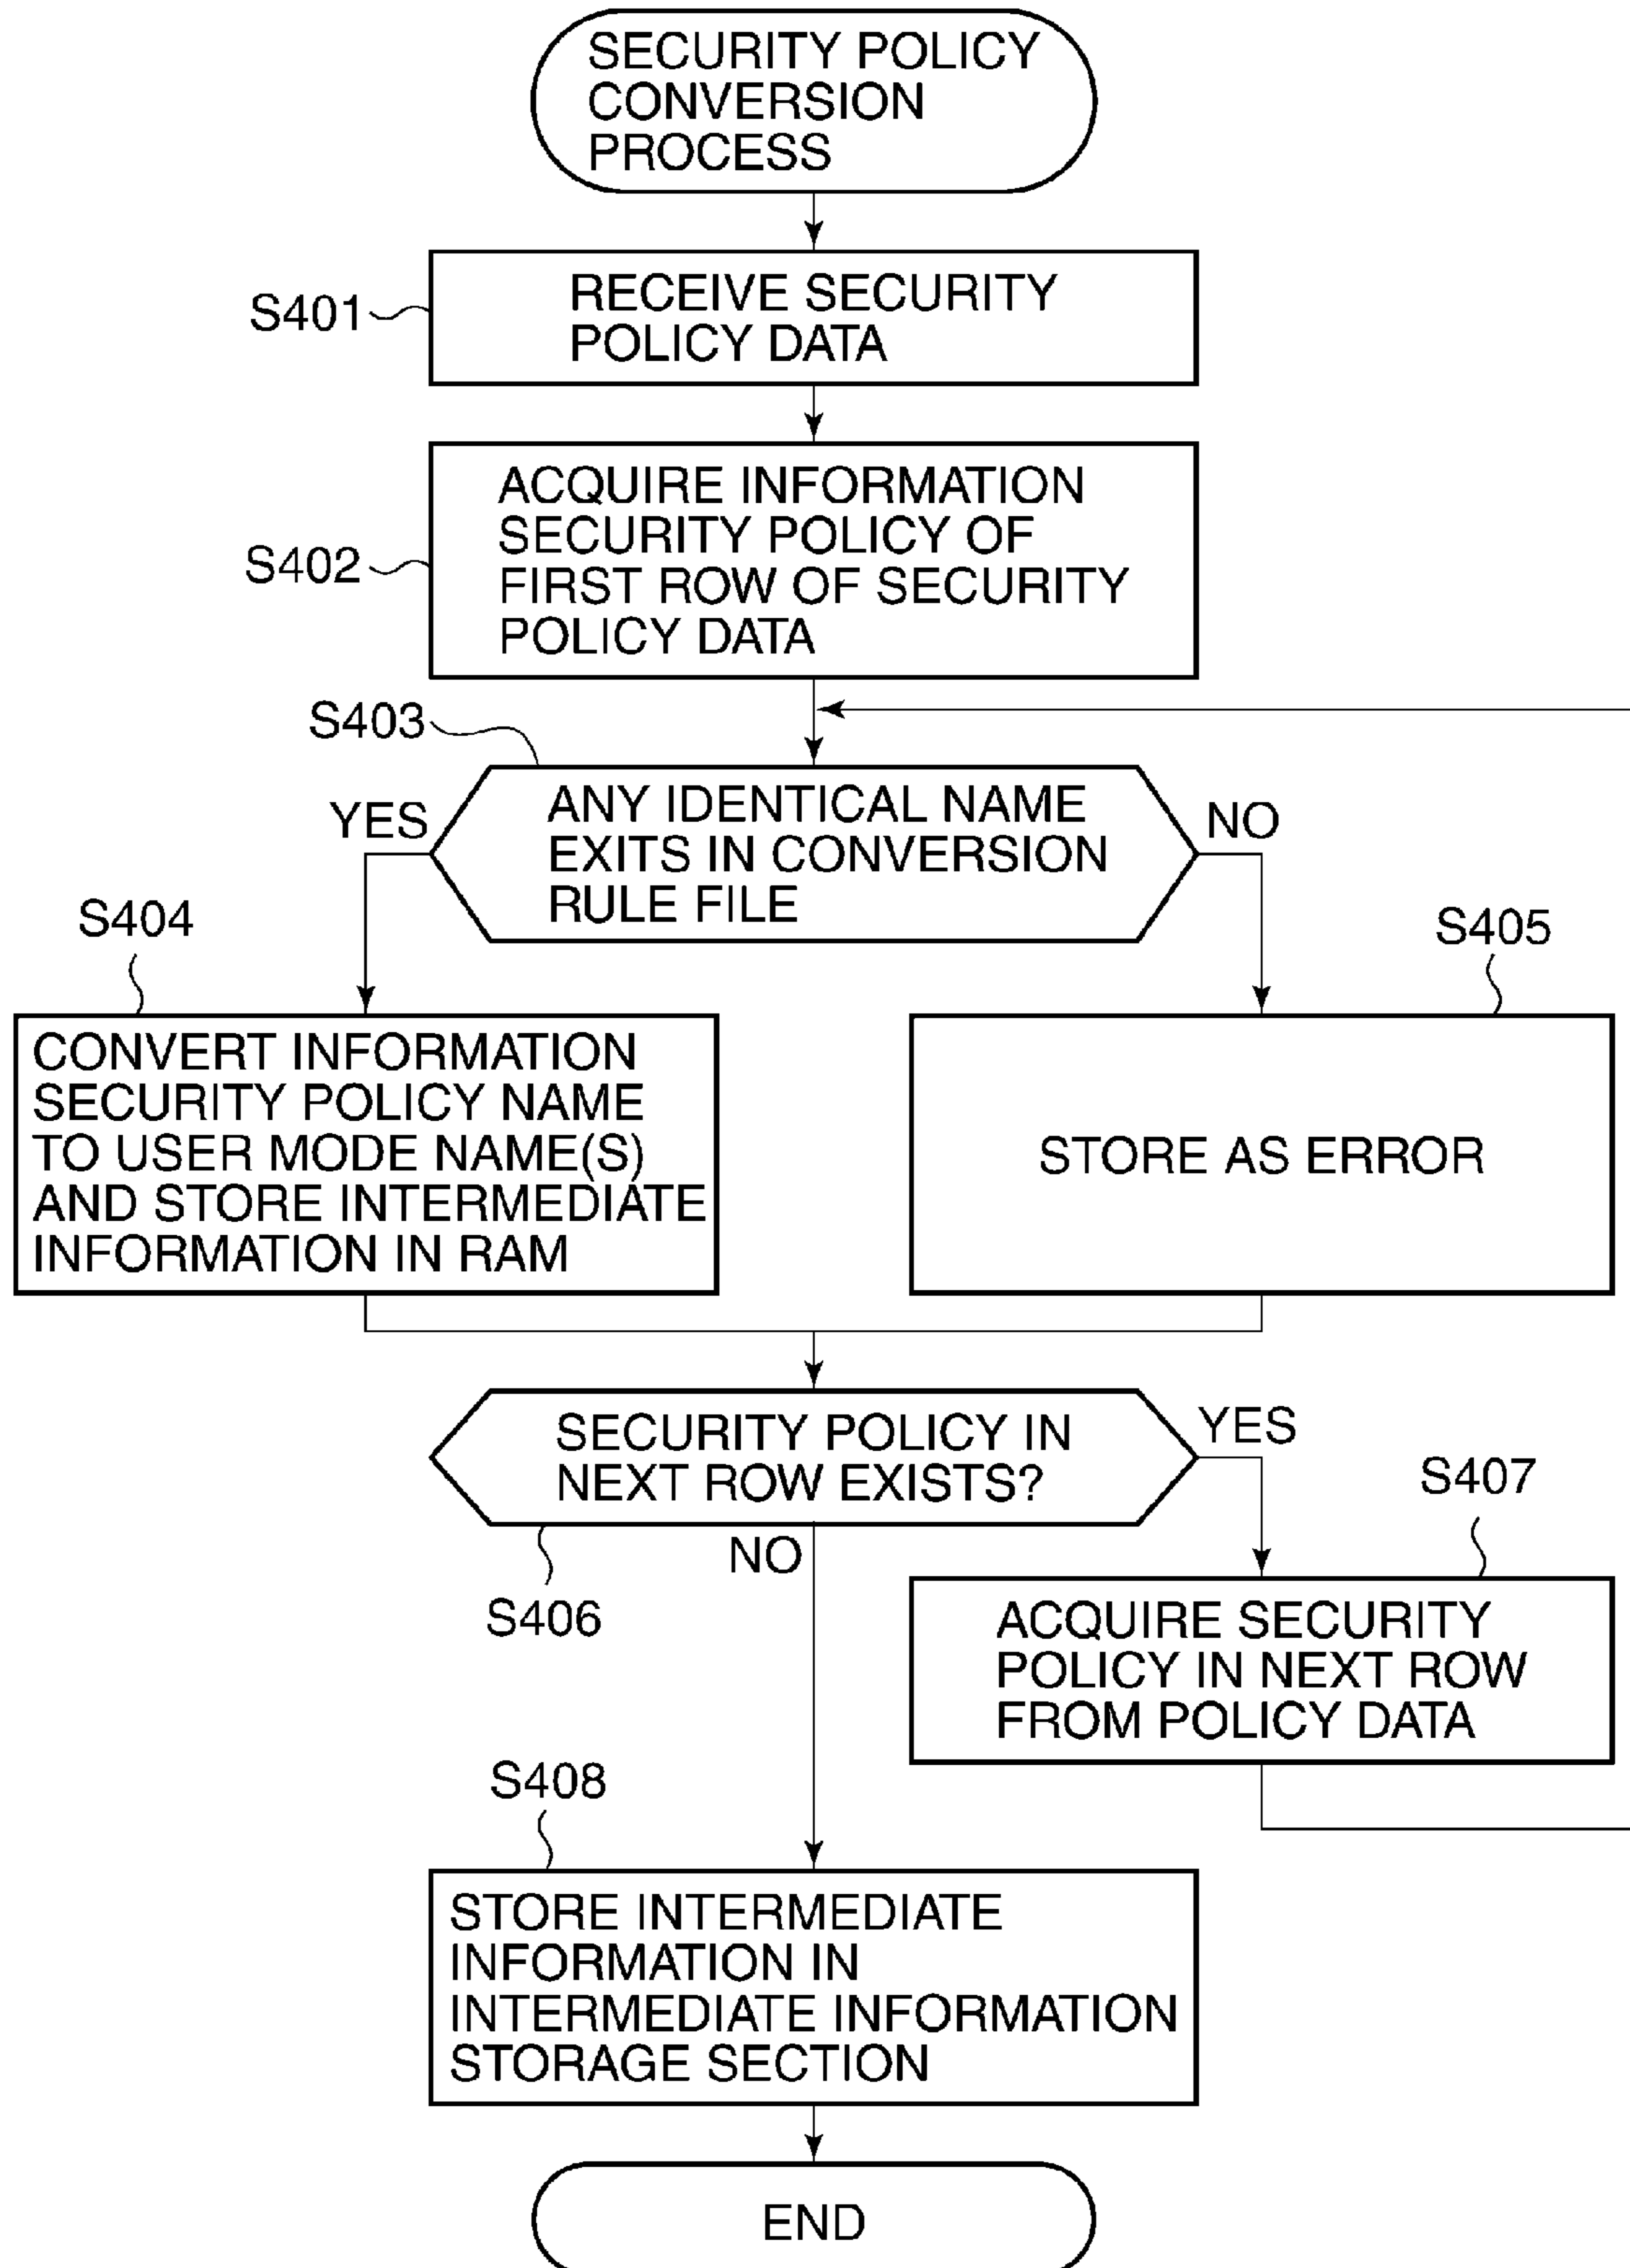 SECURITY POLICY
CONVERSION
PROCESS
S401
RECEIVE SECURITY
POLICY DATA
S402
ACQUIRE INFORMATION
SECURITY POLICY OF
FIRST ROW OF SECURITY
POLICY DATA
S403
ANY IDENTICAL NAME
EXITS IN CONVERSION
RULE FILE
YES
NO
S404
CONVERT INFORMATION
SECURITY POLICY NAME
TO USER MODE NAME(S)
AND STORE INTERMEDIATE
INFORMATION IN RAM
S405
STORE AS ERROR
SECURITY POLICY IN
NEXT ROW EXISTS?
YES
NO
S406
S407
ACQUIRE SECURITY
POLICY IN NEXT ROW
FROM POLICY DATA
S408
STORE INTERMEDIATE
INFORMATION IN
INTERMEDIATE INFORMATION
STORAGE SECTION
END